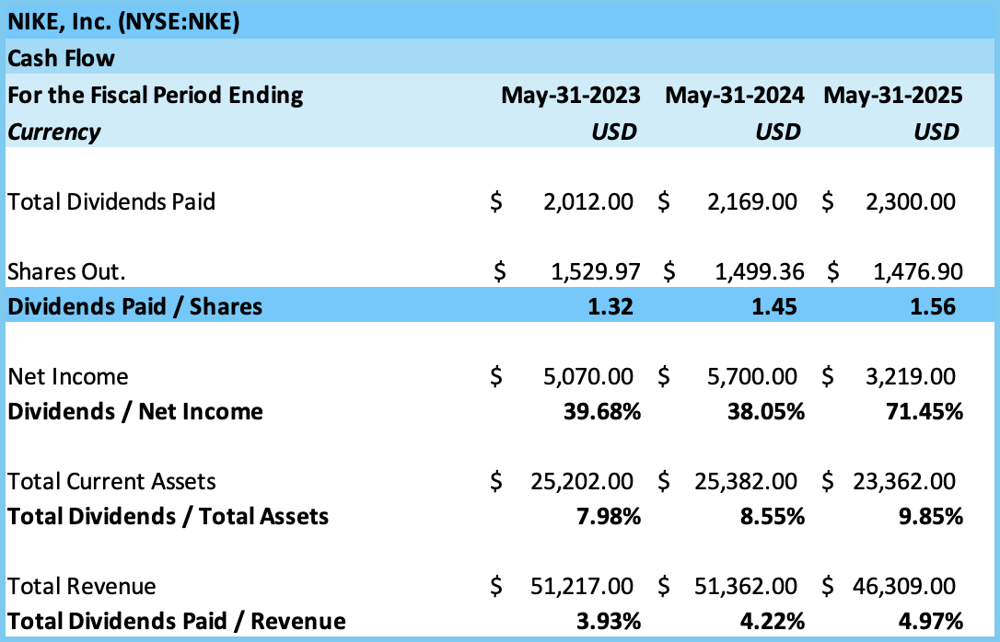 NIKE, Inc. (NYSE:NKE)
Cash Flow
For the Fiscal Period Ending May-31-2023 May-31-2024 May-31-2025
Currency USD USD USD
Total Dividends Paid $ 2,012.00 $ 2,169.00 $ 2,300.00
Shares Out. $ 1,529.97 $ 1,499.36 $ 1,476.90
Dividends Paid / Shares 1.32 1.45 1.56
Net Income $ 5,070.00 $ 5,700.00 $ 3,219.00
Dividends / Net Income 39.68% 38.05% 71.45%
Total Current Assets $ 25,202.00 $ 25,382.00 $ 23,362.00
Total Dividends / Total Assets 7.98% 8.55% 9.85%
Total Revenue $ 51,217.00 $ 51,362.00 $ 46,309.00
Total Dividends Paid / Revenue 3.93% 4.22% 4.97%